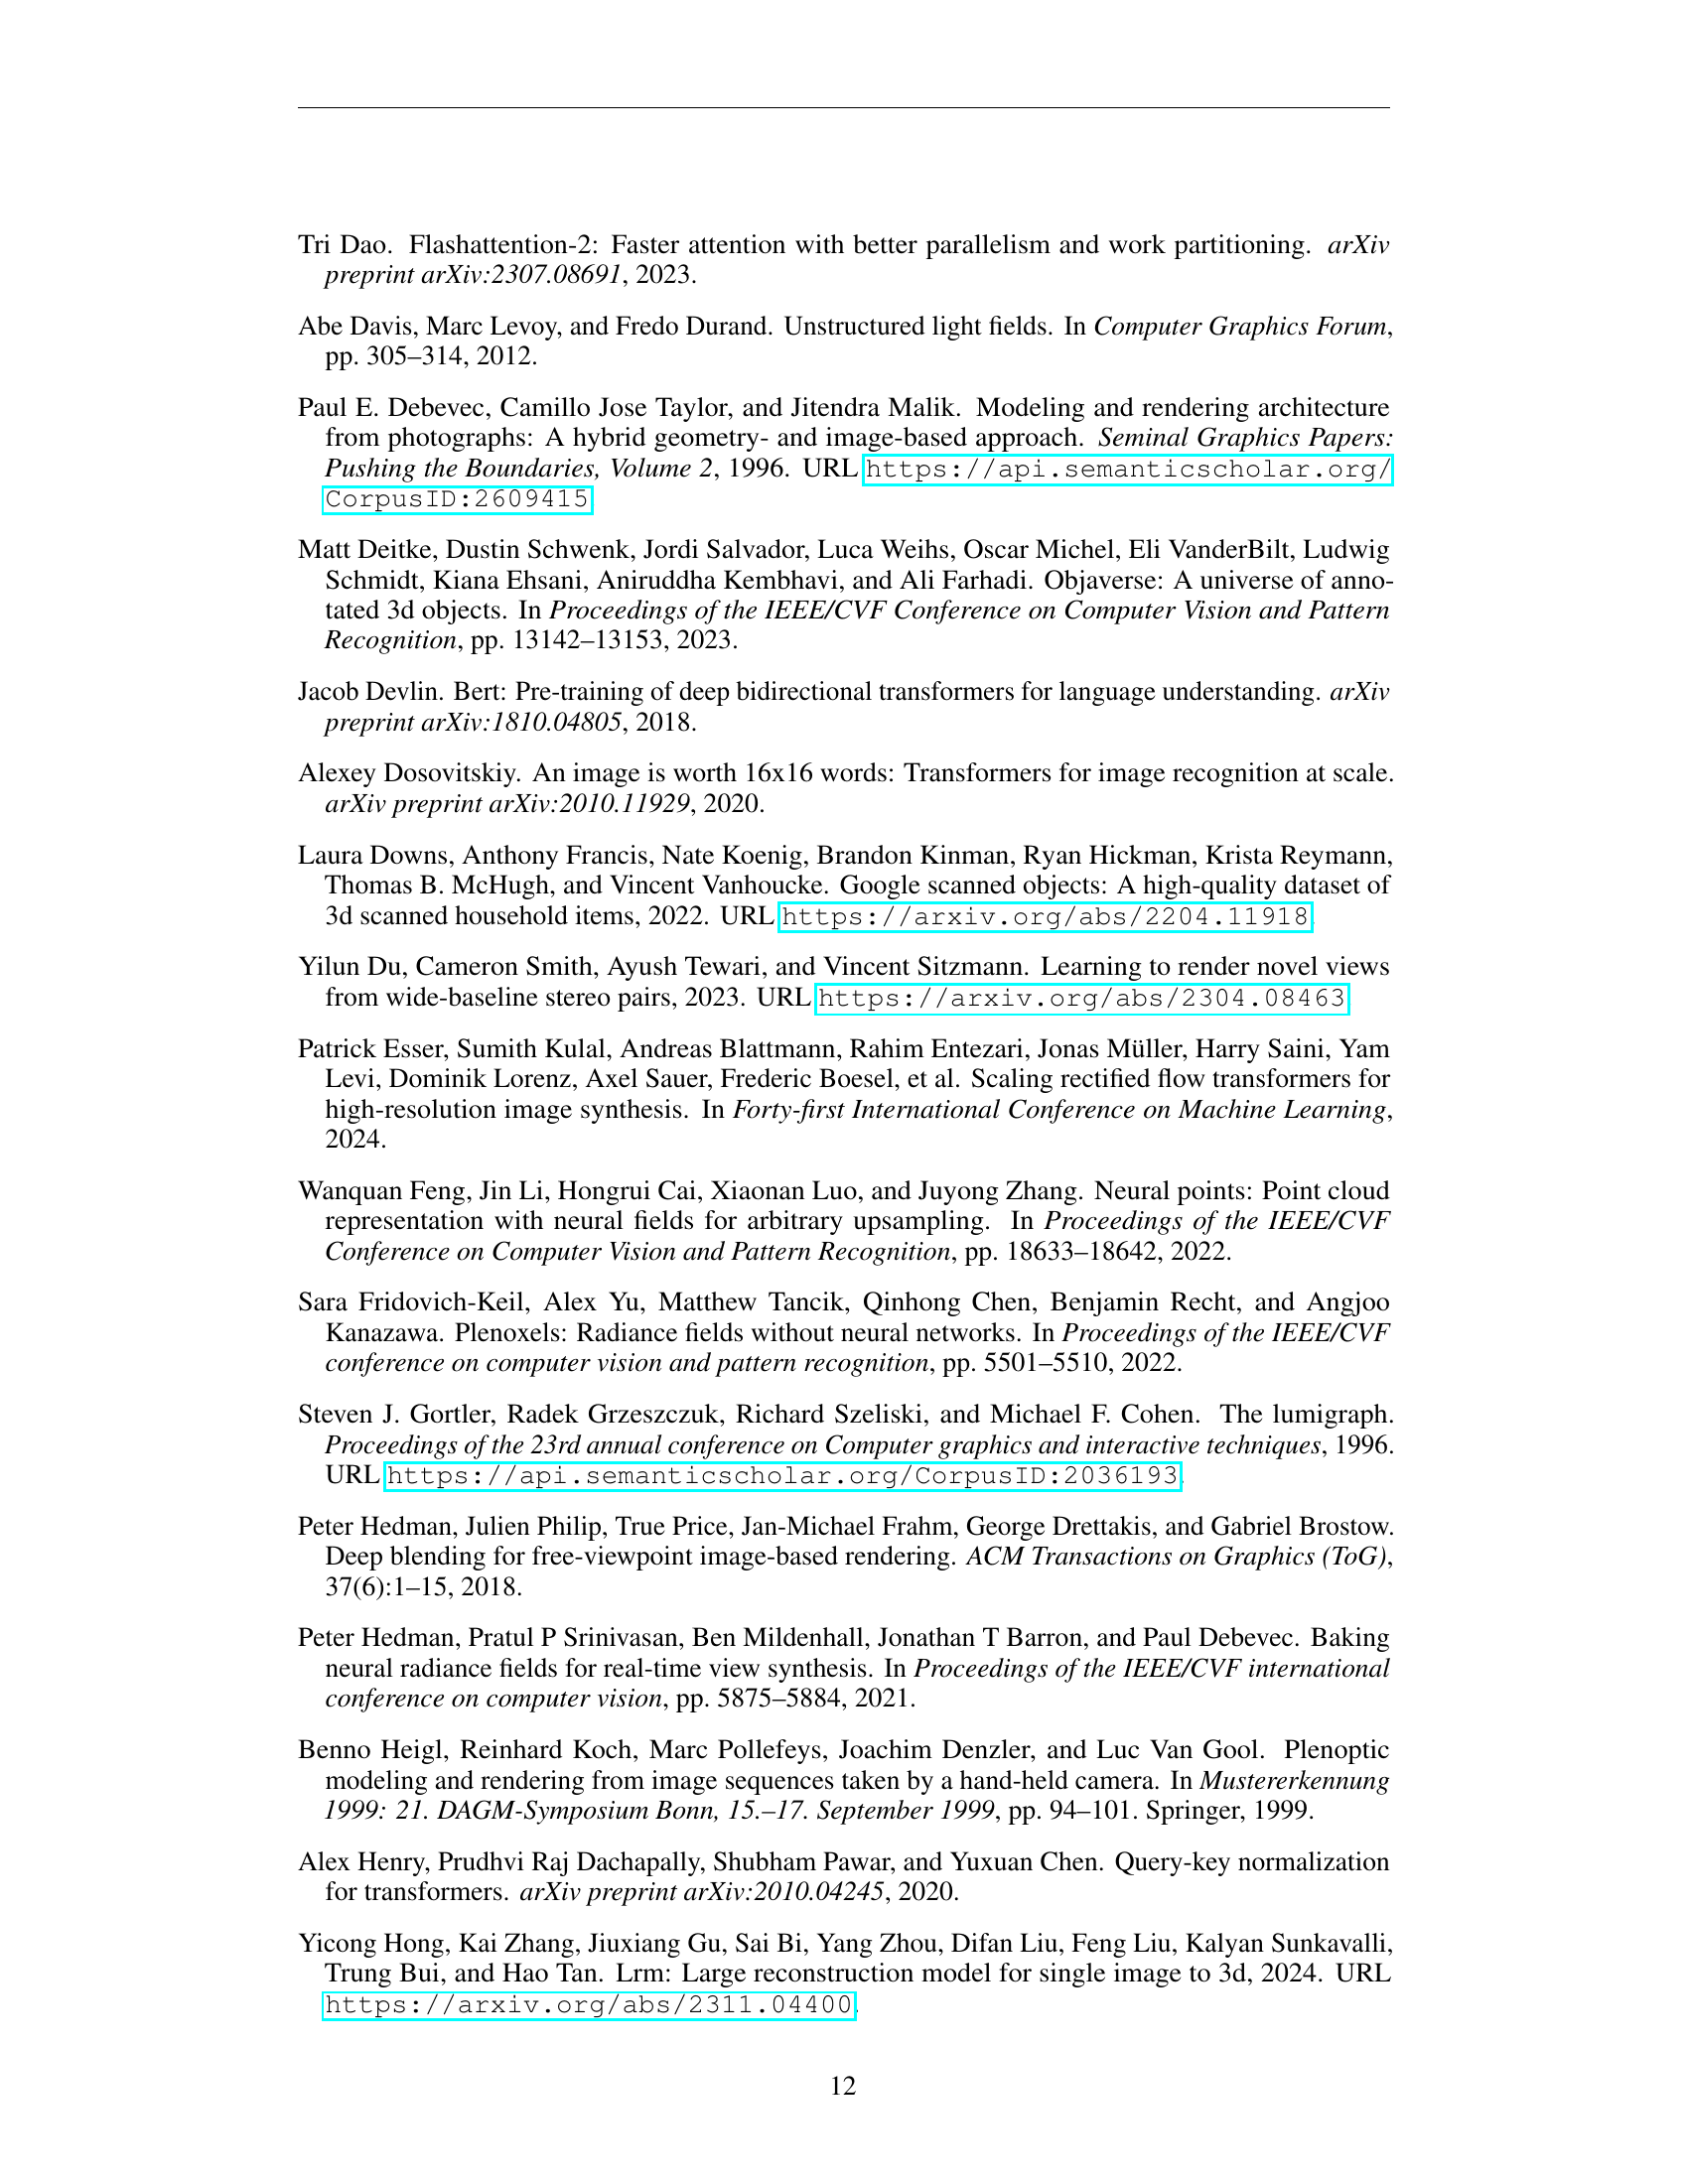 Tri Dao. Flashattention-2: Faster attention with better parallelism and work partitioning. arXiv
preprint arXiv:2307.08691, 2023.
Abe Davis, Marc Levoy, and Fredo Durand. Unstructured light fields. In Computer Graphics Forum,
pp. 305–314, 2012.
Paul E. Debevec, Camillo Jose Taylor, and Jitendra Malik. Modeling and rendering architecture
from photographs: A hybrid geometry- and image-based approach. Seminal Graphics Papers:
Pushing the Boundaries, Volume 2, 1996. URL https://api.semanticscholar.org/
CorpusID:2609415
Matt Deitke, Dustin Schwenk, Jordi Salvador, Luca Weihs, Oscar Michel, Eli VanderBilt, Ludwig
Schmidt, Kiana Ehsani, Aniruddha Kembhavi, and Ali Farhadi. Objaverse: A universe of anno-
tated 3d objects. In Proceedings of the IEEE/CVF Conference on Computer Vision and Pattern
Recognition, pp. 13142–13153, 2023.
Jacob Devlin. Bert: Pre-training of deep bidirectional transformers for language understanding. arXiv
preprint arXiv:1810.04805, 2018.
Alexey Dosovitskiy. An image is worth 16x16 words: Transformers for image recognition at scale.
arXiv preprint arXiv:2010.11929, 2020.
Laura Downs, Anthony Francis, Nate Koenig, Brandon Kinman, Ryan Hickman, Krista Reymann,
Thomas B. McHugh, and Vincent Vanhoucke. Google scanned objects: A high-quality dataset of
3d scanned household items, 2022. URL https://arxiv.org/abs/2204.11918
Yilun Du, Cameron Smith, Ayush Tewari, and Vincent Sitzmann. Learning to render novel views
from wide-baseline stereo pairs, 2023. URL https://arxiv.org/abs/2304.08463
Patrick Esser, Sumith Kulal, Andreas Blattmann, Rahim Entezari, Jonas Müller, Harry Saini, Yam
Levi, Dominik Lorenz, Axel Sauer, Frederic Boesel, et al. Scaling rectified flow transformers for
high-resolution image synthesis. In Forty-first International Conference on Machine Learning,
2024.
Wanquan Feng, Jin Li, Hongrui Cai, Xiaonan Luo, and Juyong Zhang. Neural points: Point cloud
representation with neural fields for arbitrary upsampling. In Proceedings of the IEEE/CVF
Conference on Computer Vision and Pattern Recognition, pp. 18633–18642, 2022.
Sara Fridovich-Keil, Alex Yu, Matthew Tancik, Qinhong Chen, Benjamin Recht, and Angjoo
Kanazawa. Plenoxels: Radiance fields without neural networks. In Proceedings of the IEEE/CVF
conference on computer vision and pattern recognition, pp. 5501–5510, 2022.
Steven J. Gortler, Radek Grzeszczuk, Richard Szeliski, and Michael F. Cohen. The lumigraph.
Proceedings of the 23rd annual conference on Computer graphics and interactive techniques, 1996.
URL https://api.semanticscholar.org/CorpusID:2036193.
Peter Hedman, Julien Philip, True Price, Jan-Michael Frahm, George Drettakis, and Gabriel Brostow.
Deep blending for free-viewpoint image-based rendering. ACM Transactions on Graphics (ToG),
37(6):1–15, 2018.
Peter Hedman, Pratul P Srinivasan, Ben Mildenhall, Jonathan T Barron, and Paul Debevec. Baking
neural radiance fields for real-time view synthesis. In Proceedings of the IEEE/CVF international
conference on computer vision, pp. 5875–5884, 2021.
Benno Heigl, Reinhard Koch, Marc Pollefeys, Joachim Denzler, and Luc Van Gool. Plenoptic
modeling and rendering from image sequences taken by a hand-held camera. In Mustererkennung
1999: 21. DAGM-Symposium Bonn, 15.–17. September 1999, pp. 94–101. Springer, 1999.
Alex Henry, Prudhvi Raj Dachapally, Shubham Pawar, and Yuxuan Chen. Query-key normalization
for transformers. arXiv preprint arXiv:2010.04245, 2020.
Yicong Hong, Kai Zhang, Jiuxiang Gu, Sai Bi, Yang Zhou, Difan Liu, Feng Liu, Kalyan Sunkavalli,
Trung Bui, and Hao Tan. Lrm: Large reconstruction model for single image to 3d, 2024. URL
https://arxiv.org/abs/2311.04400.
12